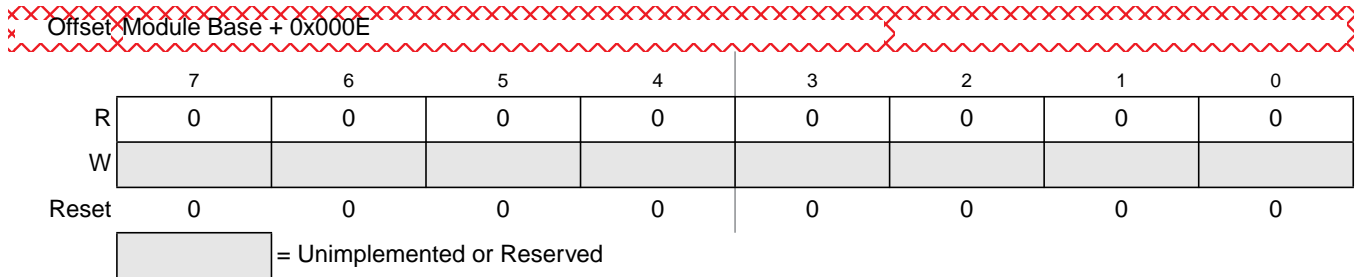 Offset Module Base + 0x000E
7 6 5 4 3 2 1 0
R 0 0 0 0 0 0 0 0
W
Reset 0 0 0 0 0 0 0 0
= Unimplemented or Reserved